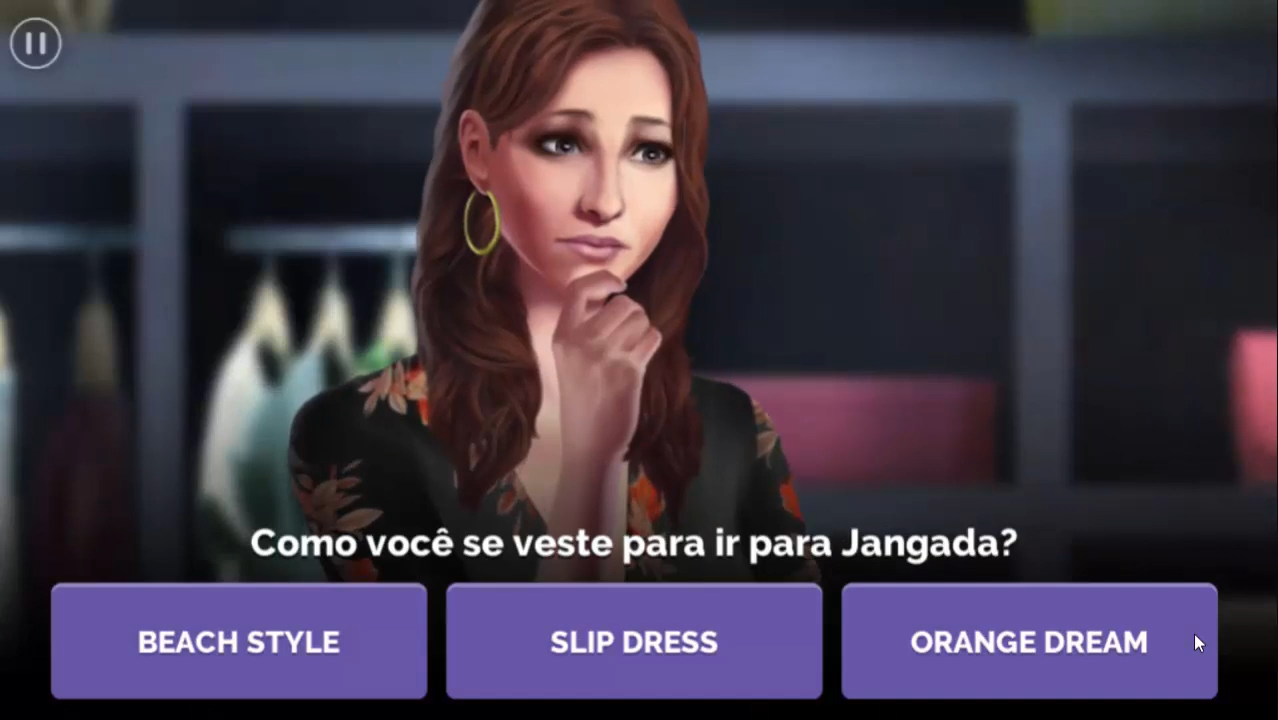 Como você se veste para ir para Jangada?
BEACH STYLE
SLIP DRESS
ORANGE DREAM